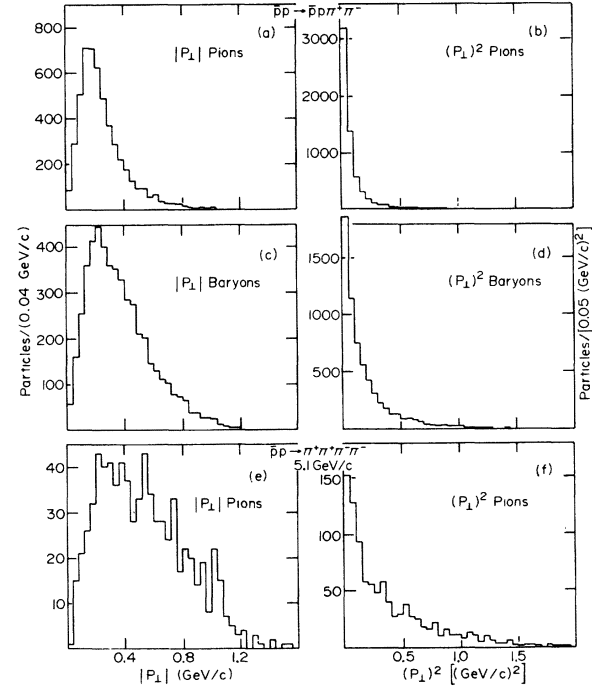 p̄p → p̄pπ⁺π⁻
800
(a)
|P⊥| Pions
600
400
200
3000
(b)
(P⊥)² Pions
2000
1000
Particles/(0.04 GeV/c)
400
(c)
|P⊥| Baryons
300
200
100
1500
(d)
(P⊥)² Baryons
1000
500
Particles/[0.05 (GeV/c)²]
p̄p → π⁺π⁺π⁻π⁻
5.1 GeV/c
40
(e)
|P⊥| Pions
30
20
10
150
(f)
(P⊥)² Pions
100
50
0.4 0.8 1.2
|P⊥| (GeV/c)
0.5 1.0 1.5
(P⊥)² [(GeV/c)²]